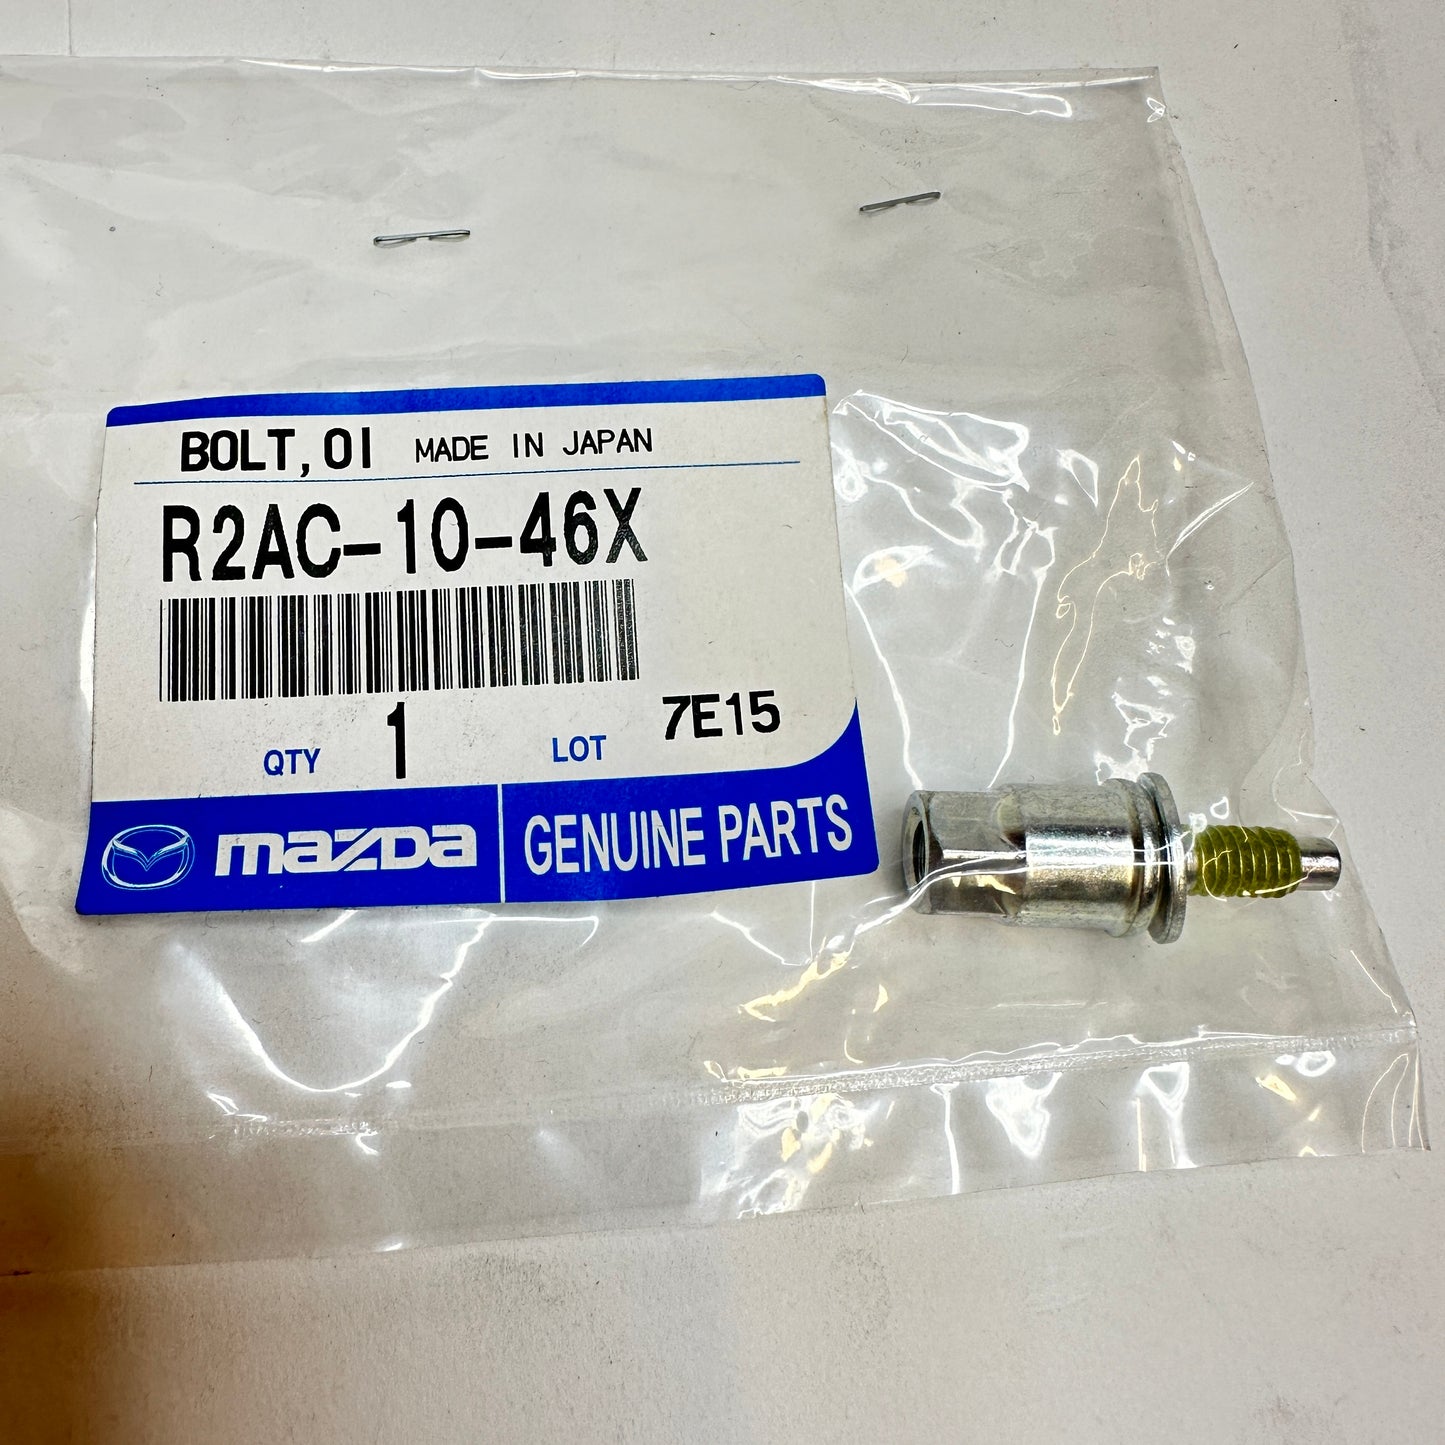 BOLT,OI MADE IN JAPAN
R2AC-10-46X
QTY 1 LOT 7E15
mazDa GENUINE PARTS